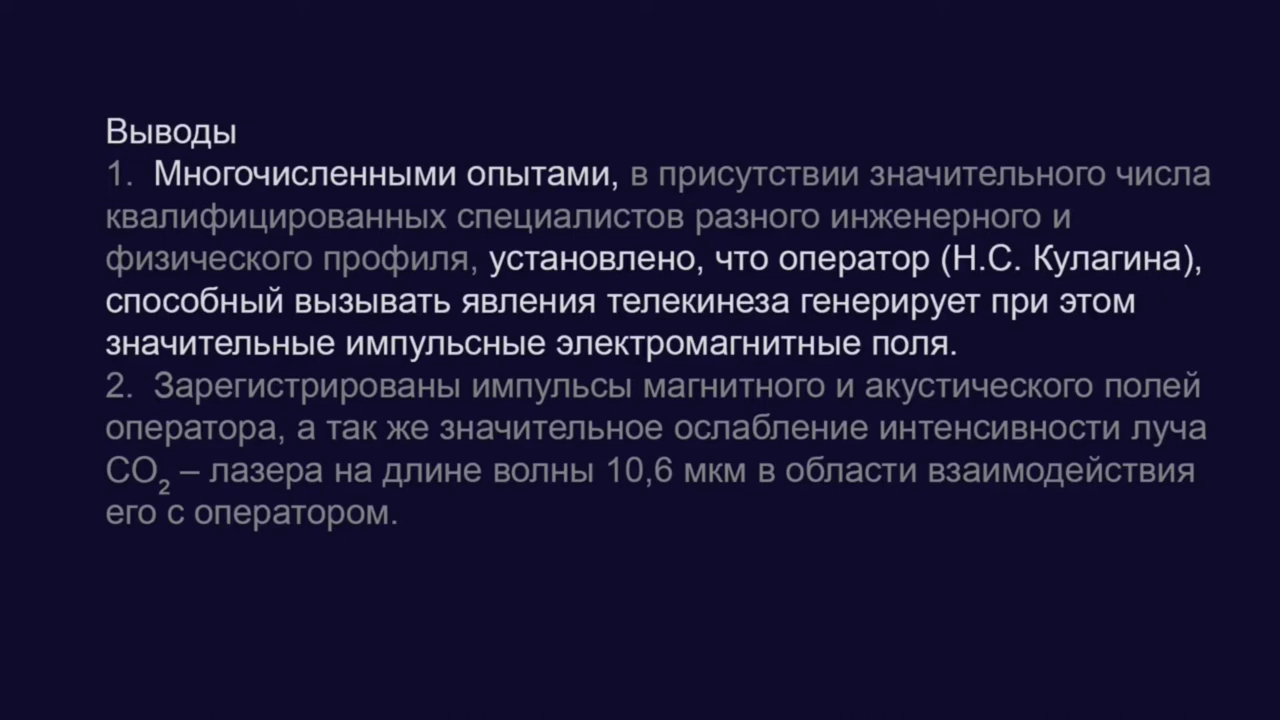 Выводы
1. Многочисленными опытами, в присутствии значительного числа
квалифицированных специалистов разного инженерного и
физического профиля, установлено, что оператор (Н.С. Кулагина),
способный вызывать явления телекинеза генерирует при этом
значительные импульсные электромагнитные поля.
2. Зарегистрированы импульсы магнитного и акустического полей
оператора, а так же значительное ослабление интенсивности луча
СО₂ – лазера на длине волны 10,6 мкм в области взаимодействия
его с оператором.